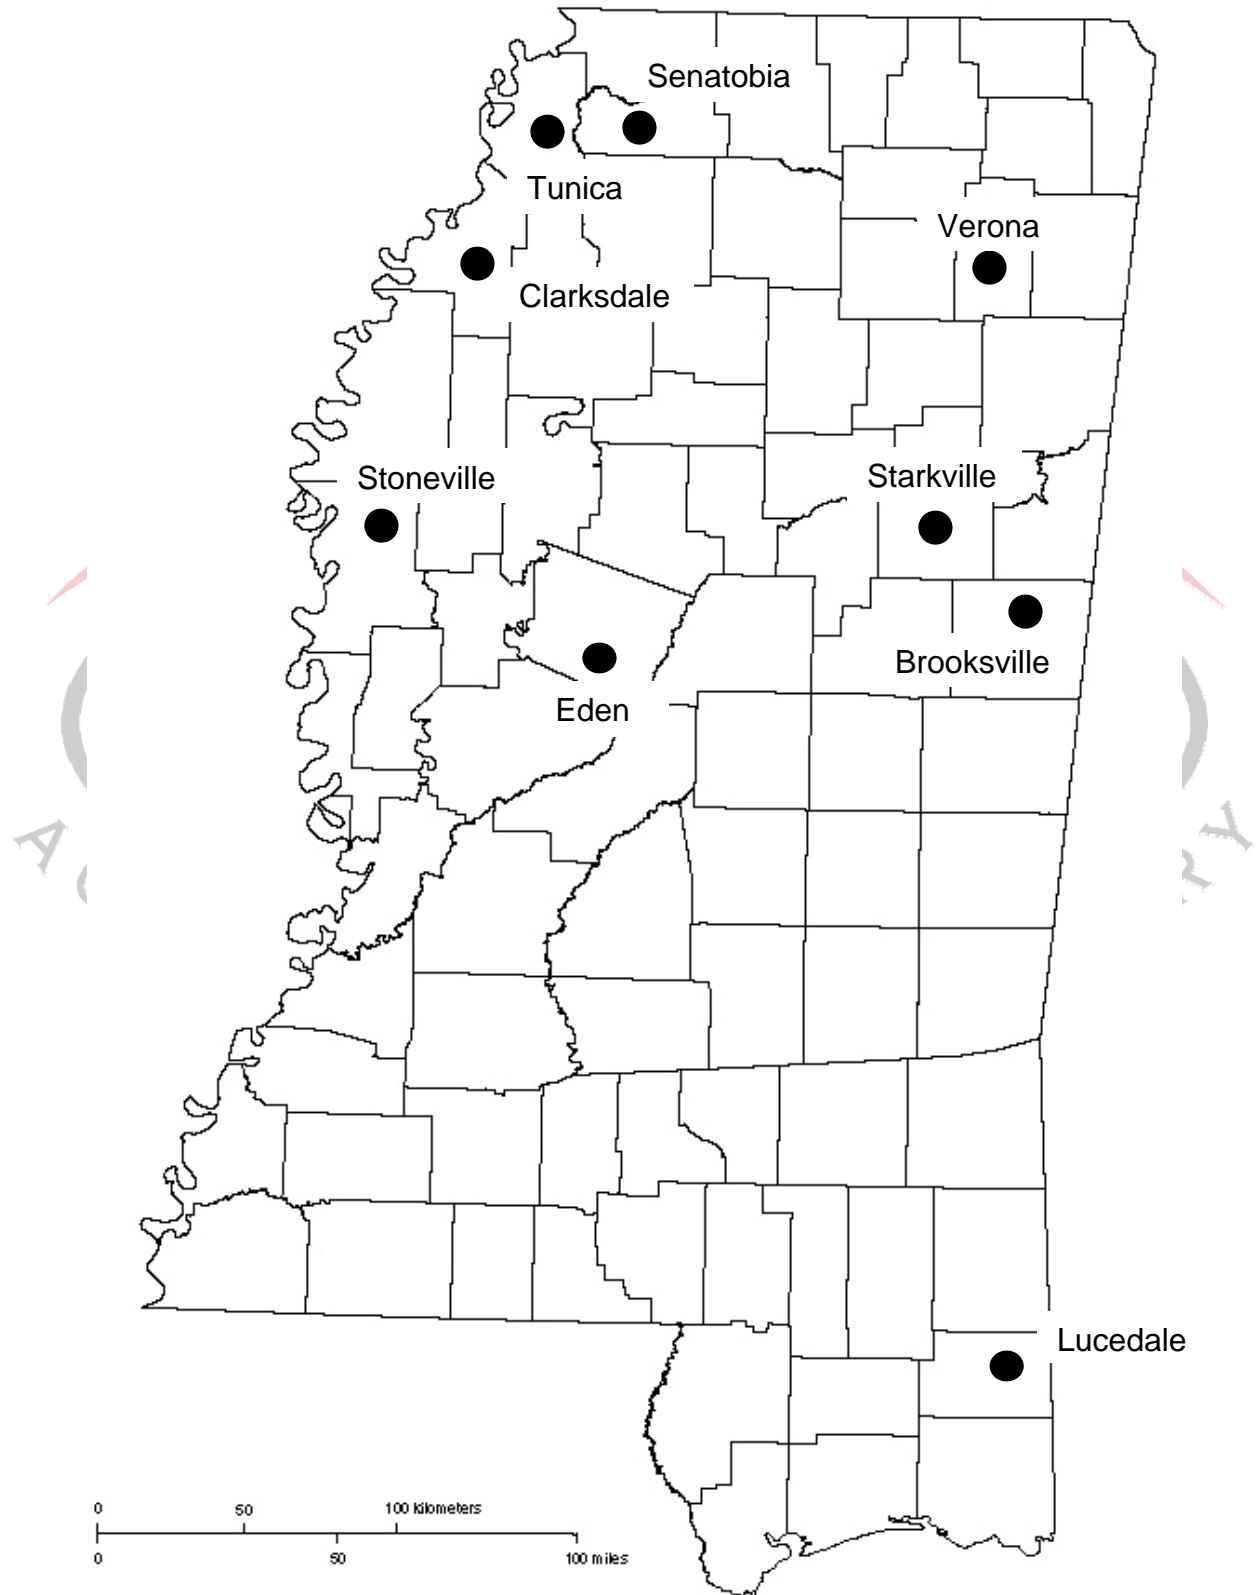 Senatobia
Tunica
Verona
Clarksdale
Stoneville
Starkville
Brooksville
Eden
Lucedale
0 50 100 kilometers
0 50 100 miles